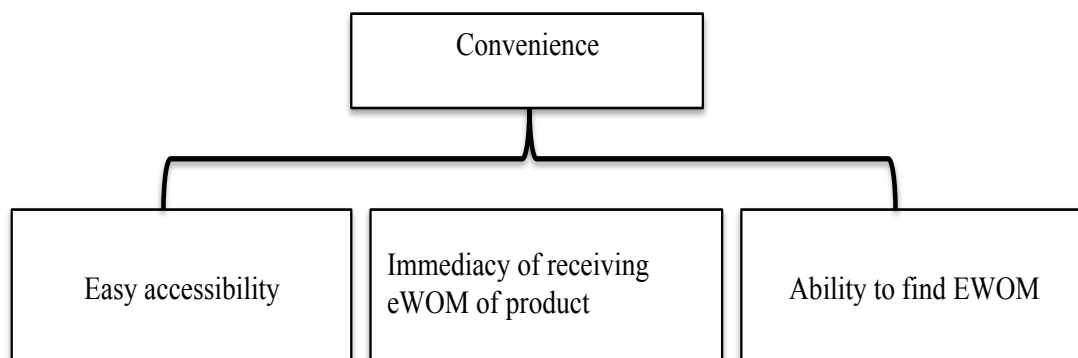 Convenience
Easy accessibility
Immediacy of receiving
eWOM of product
Ability to find EWOM